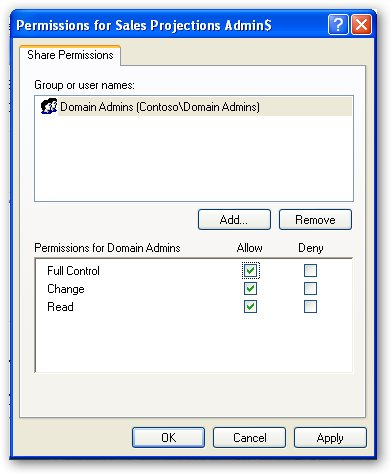 Permissions for Sales Projections Admin$
Share Permissions
Group or user names:
Domain Admins (Contoso\Domain Admins)
Add... Remove
Permissions for Domain Admins Allow Deny
Full Control
Change
Read
OK Cancel Apply